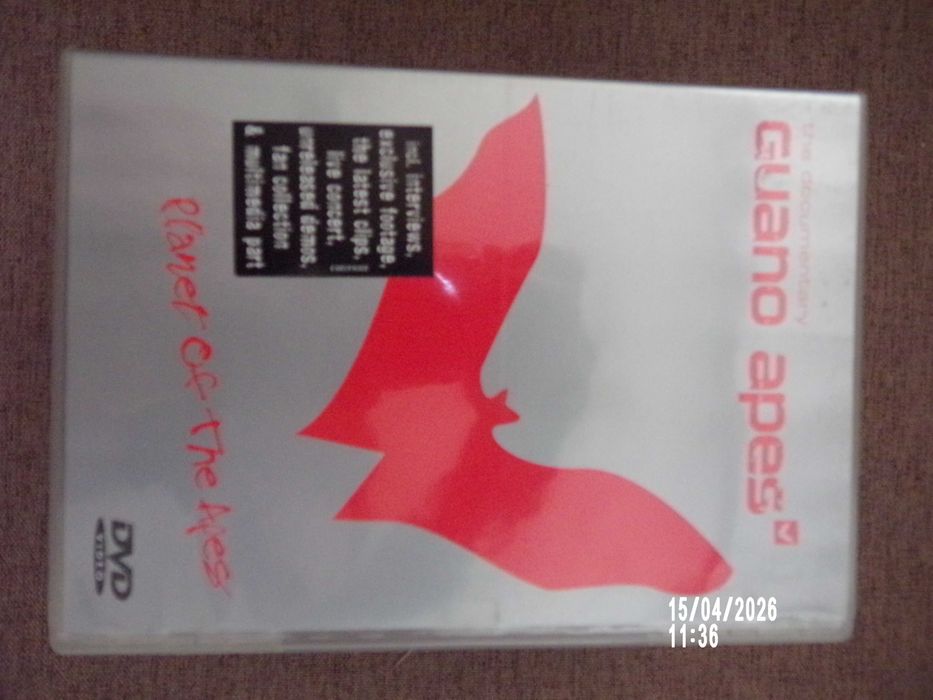 the documentary
Guano apes
incl. interviews,
exclusive footage,
the latest clips,
live concert,
unreleased demos,
fan collection
& multimedia part
Planet of the Apes
DVD
VIDEO
15/04/2026
11:36